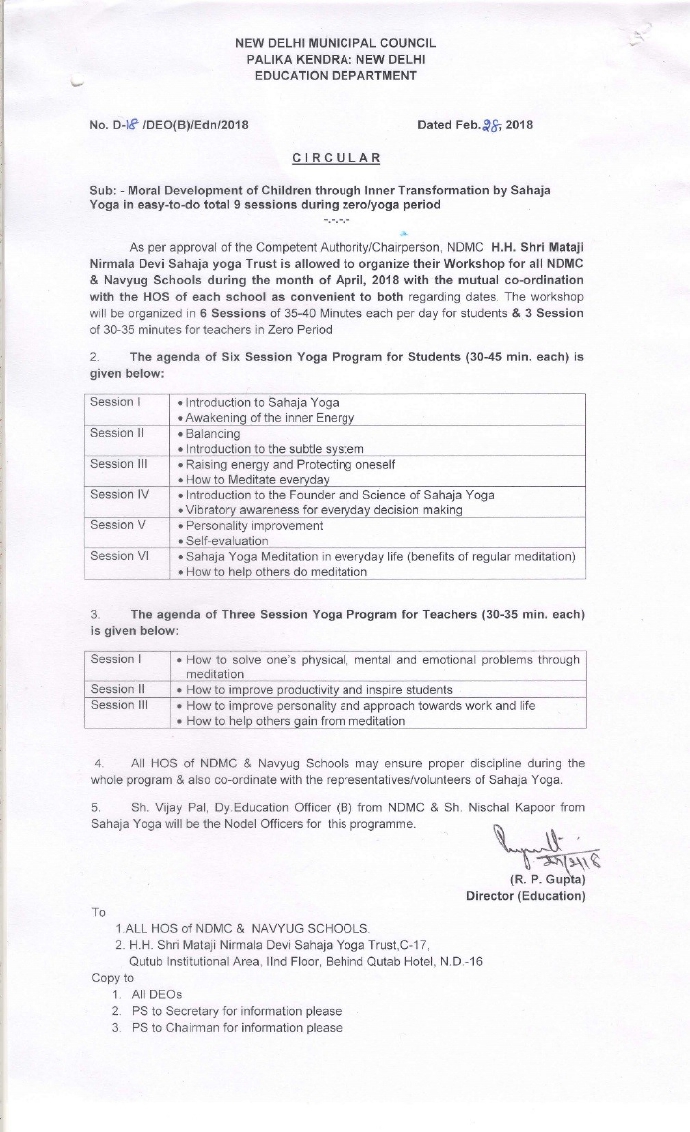 NEW DELHI MUNICIPAL COUNCIL
PALIKA KENDRA: NEW DELHI
EDUCATION DEPARTMENT
No. D-18 /DEO(B)/Edn/2018 Dated Feb. 28, 2018
CIRCULAR
Sub: - Moral Development of Children through Inner Transformation by Sahaja
Yoga in easy-to-do total 9 sessions during zero/yoga period
-.-.-.-
As per approval of the Competent Authority/Chairperson, NDMC H.H. Shri Mataji
Nirmala Devi Sahaja yoga Trust is allowed to organize their Workshop for all NDMC
& Navyug Schools during the month of April, 2018 with the mutual co-ordination
with the HOS of each school as convenient to both regarding dates. The workshop
will be organized in 6 Sessions of 35-40 Minutes each per day for students & 3 Session
of 30-35 minutes for teachers in Zero Period
2. The agenda of Six Session Yoga Program for Students (30-45 min. each) is
given below:
Session I • Introduction to Sahaja Yoga
• Awakening of the inner Energy
Session II • Balancing
• Introduction to the subtle system
Session III • Raising energy and Protecting oneself
• How to Meditate everyday
Session IV • Introduction to the Founder and Science of Sahaja Yoga
• Vibratory awareness for everyday decision making
Session V • Personality improvement
• Self-evaluation
Session VI • Sahaja Yoga Meditation in everyday life (benefits of regular meditation)
• How to help others do meditation
3. The agenda of Three Session Yoga Program for Teachers (30-35 min. each)
is given below:
Session I • How to solve one's physical, mental and emotional problems through
meditation
Session II • How to improve productivity and inspire students
Session III • How to improve personality and approach towards work and life
• How to help others gain from meditation
4. All HOS of NDMC & Navyug Schools may ensure proper discipline during the
whole program & also co-ordinate with the representatives/volunteers of Sahaja Yoga.
5. Sh. Vijay Pal, Dy.Education Officer (B) from NDMC & Sh. Nischal Kapoor from
Sahaja Yoga will be the Nodel Officers for this programme.
(R. P. Gupta)
Director (Education)
To
1.ALL HOS of NDMC & NAVYUG SCHOOLS.
2. H.H. Shri Mataji Nirmala Devi Sahaja Yoga Trust,C-17,
Qutub Institutional Area, IInd Floor, Behind Qutab Hotel, N.D.-16
Copy to
1. All DEOs
2. PS to Secretary for information please
3. PS to Chairman for information please